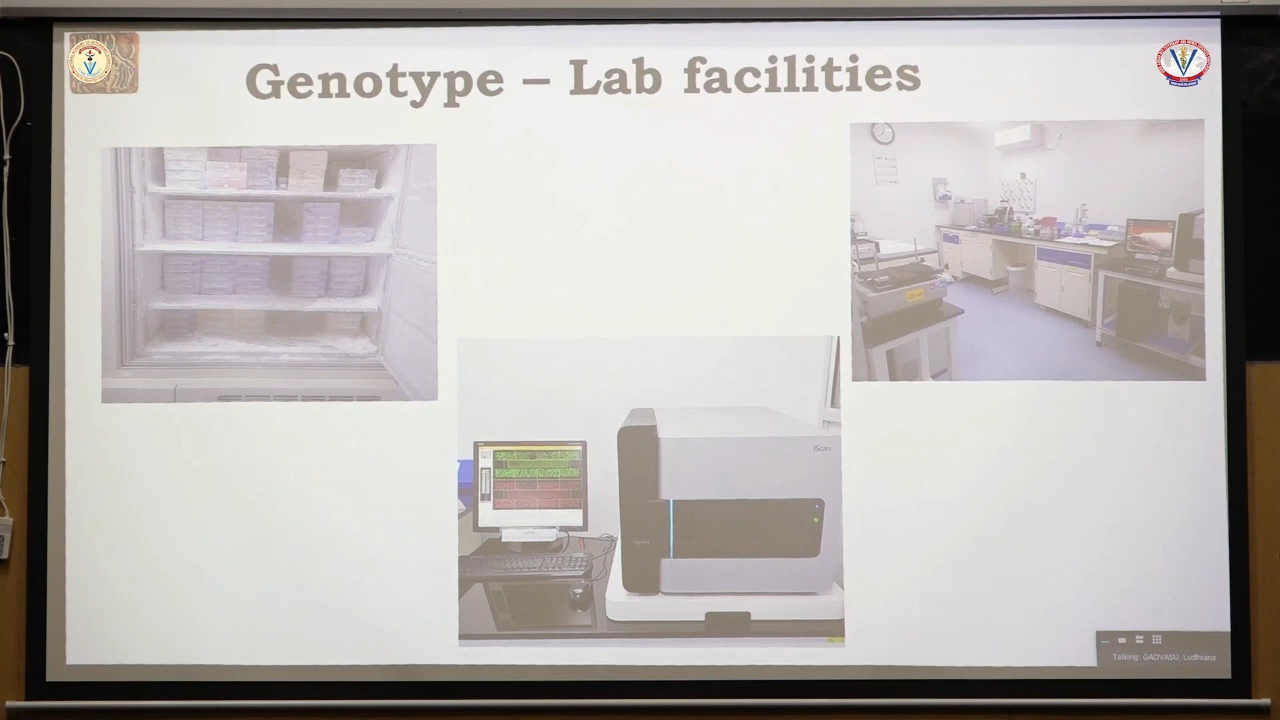 Genotype – Lab facilities
iScan
Talking: GADVASU, Ludhiana